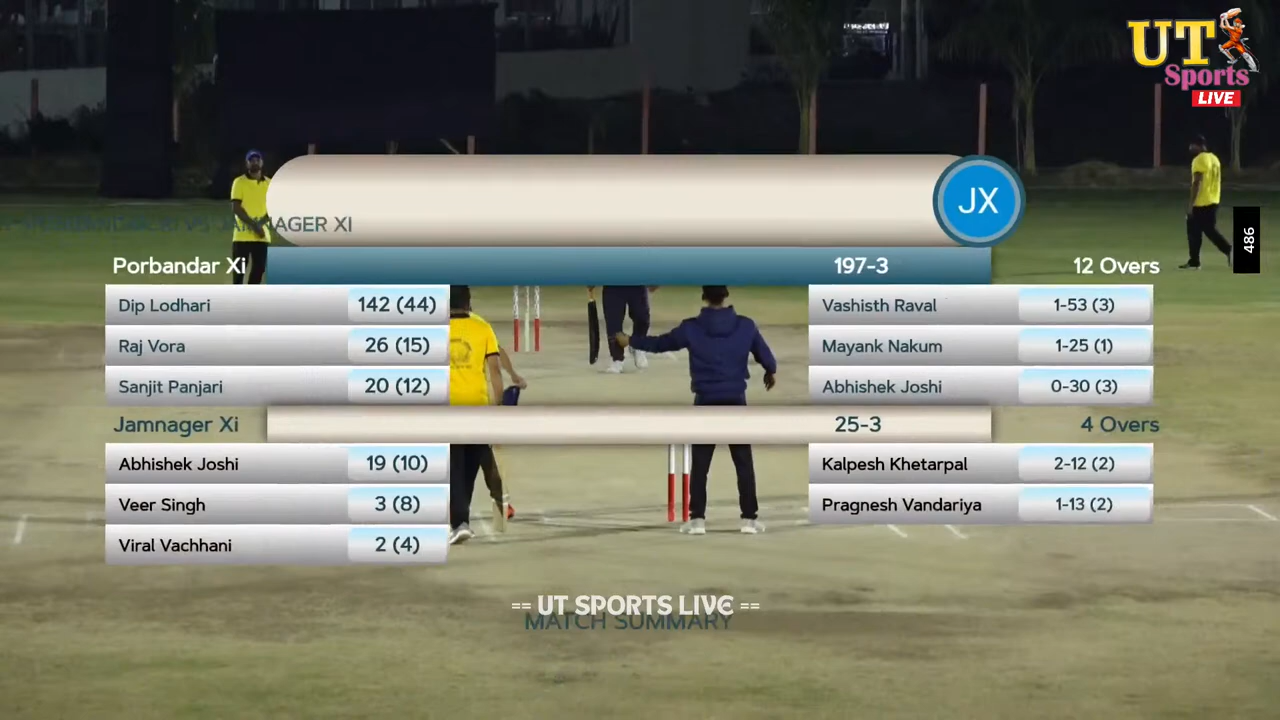 UT
Sports
LIVE
JX
NAGER XI
486
Porbandar Xi 197-3 12 Overs
Dip Lodhari 142 (44) Vashisth Raval 1-53 (3)
Raj Vora 26 (15) Mayank Nakum 1-25 (1)
Sanjit Panjari 20 (12) Abhishek Joshi 0-30 (3)
Jamnager Xi 25-3 4 Overs
Abhishek Joshi 19 (10) Kalpesh Khetarpal 2-12 (2)
Veer Singh 3 (8) Pragnesh Vandariya 1-13 (2)
Viral Vachhani 2 (4)
== UT SPORTS LIVE ==
MATCH SUMMARY